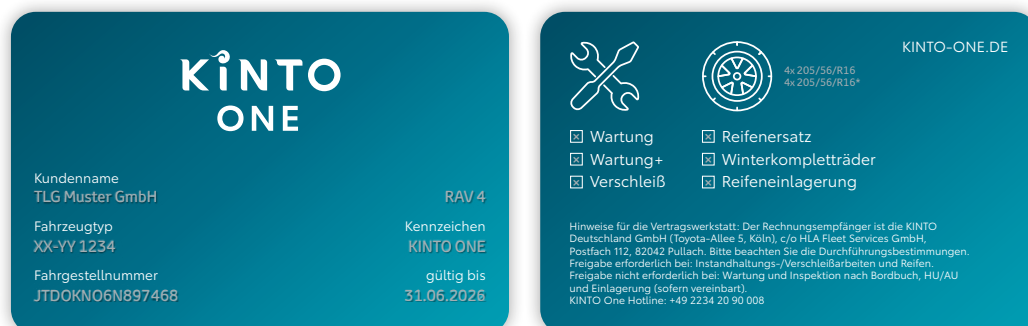 KINTO
ONE
Kundenname
TLG Muster GmbH
RAV 4
Fahrzeugtyp
Kennzeichen
XX-YY 1234
KINTO ONE
Fahrgestellnummer
gültig bis
JTDOKNO6N897468
31.06.2026
KINTO-ONE.DE
4x 205/56/R16
4x 205/56/R16*
Wartung
Reifenersatz
Wartung+
Winterkompletträder
Verschleiß
Reifeneinlagerung
Hinweise für die Vertragswerkstatt: Der Rechnungsempfänger ist die KINTO
Deutschland GmbH (Toyota-Allee 5, Köln), c/o HLA Fleet Services GmbH,
Postfach 112, 82042 Pullach. Bitte beachten Sie die Durchführungsbestimmungen.
Freigabe erforderlich bei: Instandhaltungs-/Verschleißarbeiten und Reifen.
Freigabe nicht erforderlich bei: Wartung und Inspektion nach Bordbuch, HU/AU
und Einlagerung (sofern vereinbart).
KINTO One Hotline: +49 2234 20 90 008